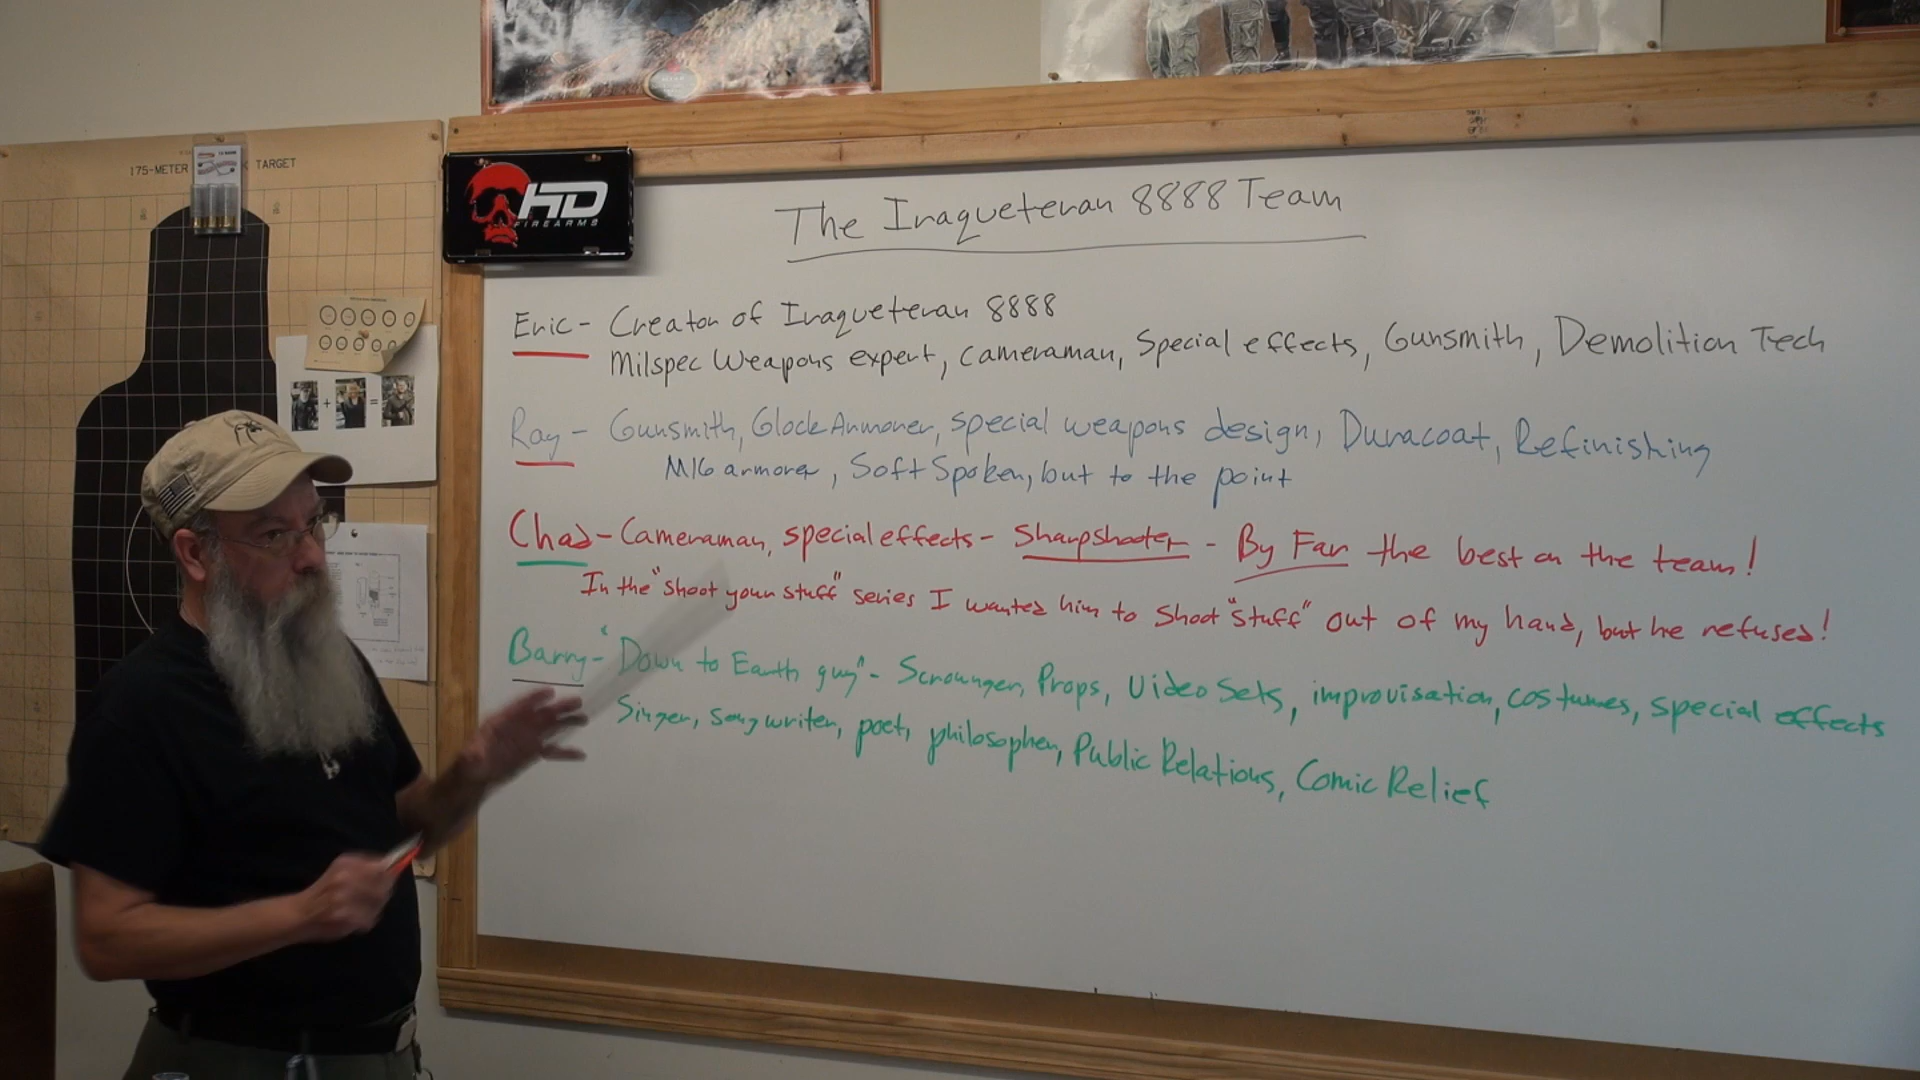 175-METER TARGET
HD
FIREARMS
The Iraqveteran 8888 Team
Eric - Creator of Iraqveteran 8888
Milspec Weapons expert, cameraman, Special effects, Gunsmith, Demolition Tech
Ray - Gunsmith, Glock Armorer, special weapons design, Duracoat, Refinishing
M16 armorer, Soft Spoken, but to the point
Chad - Cameraman, special effects - Sharpshooter - By Far the best on the team!
In the "shoot your stuff" series I wanted him to shoot "stuff" out of my hand, but he refused!
Barry - "Down to Earth guy" - Scrounger, Props, Video Sets, improvisation, costumes, special effects
Singer, songwriter, poet, philosopher, Public Relations, Comic Relief